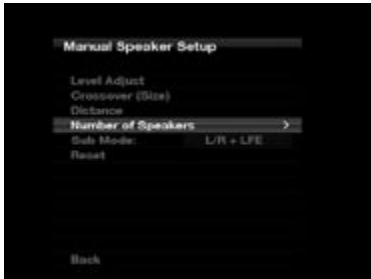 Manual Speaker Setup
Level Adjust
Crossover (Size)
Distance
Number of Speakers >
Sub Mode: L/R + LFE
Reset
Back